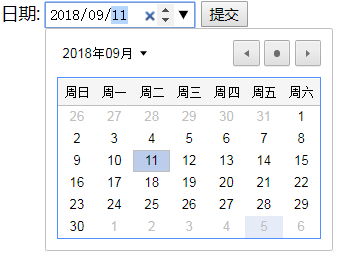 日期: 2018/09/11 提交
2018年09月
周日 周一 周二 周三 周四 周五 周六
26 27 28 29 30 31 1
2 3 4 5 6 7 8
9 10 11 12 13 14 15
16 17 18 19 20 21 22
23 24 25 26 27 28 29
30 1 2 3 4 5 6